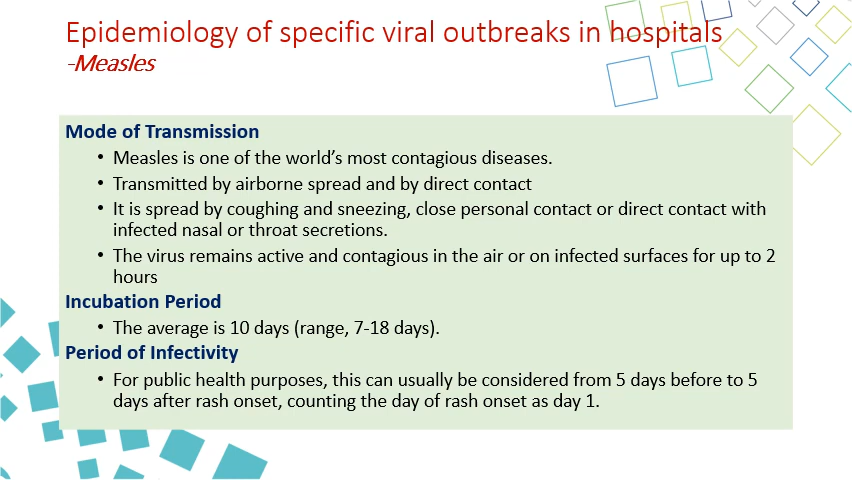 Epidemiology of specific viral outbreaks in hospitals
-Measles
Mode of Transmission
• Measles is one of the world's most contagious diseases.
• Transmitted by airborne spread and by direct contact
• It is spread by coughing and sneezing, close personal contact or direct contact with
infected nasal or throat secretions.
• The virus remains active and contagious in the air or on infected surfaces for up to 2
hours
Incubation Period
• The average is 10 days (range, 7-18 days).
Period of Infectivity
• For public health purposes, this can usually be considered from 5 days before to 5
days after rash onset, counting the day of rash onset as day 1.